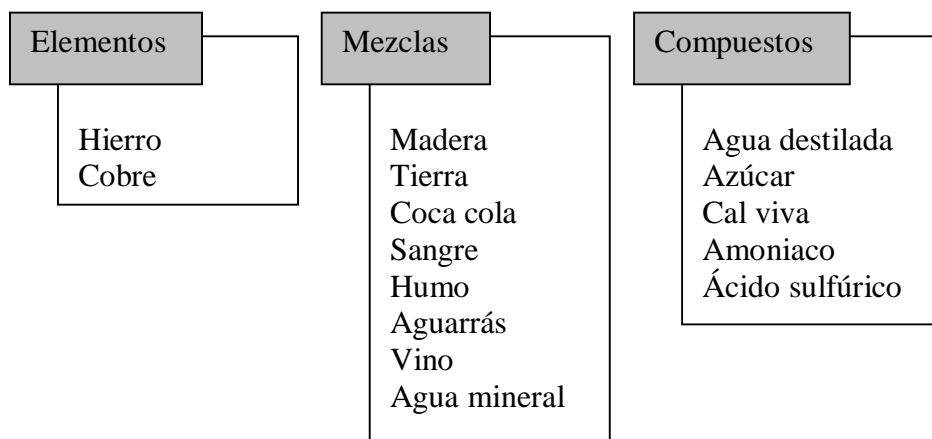 Elementos
Hierro
Cobre
Mezclas
Madera
Tierra
Coca cola
Sangre
Humo
Aguarrás
Vino
Agua mineral
Compuestos
Agua destilada
Azúcar
Cal viva
Amoniaco
Ácido sulfúrico